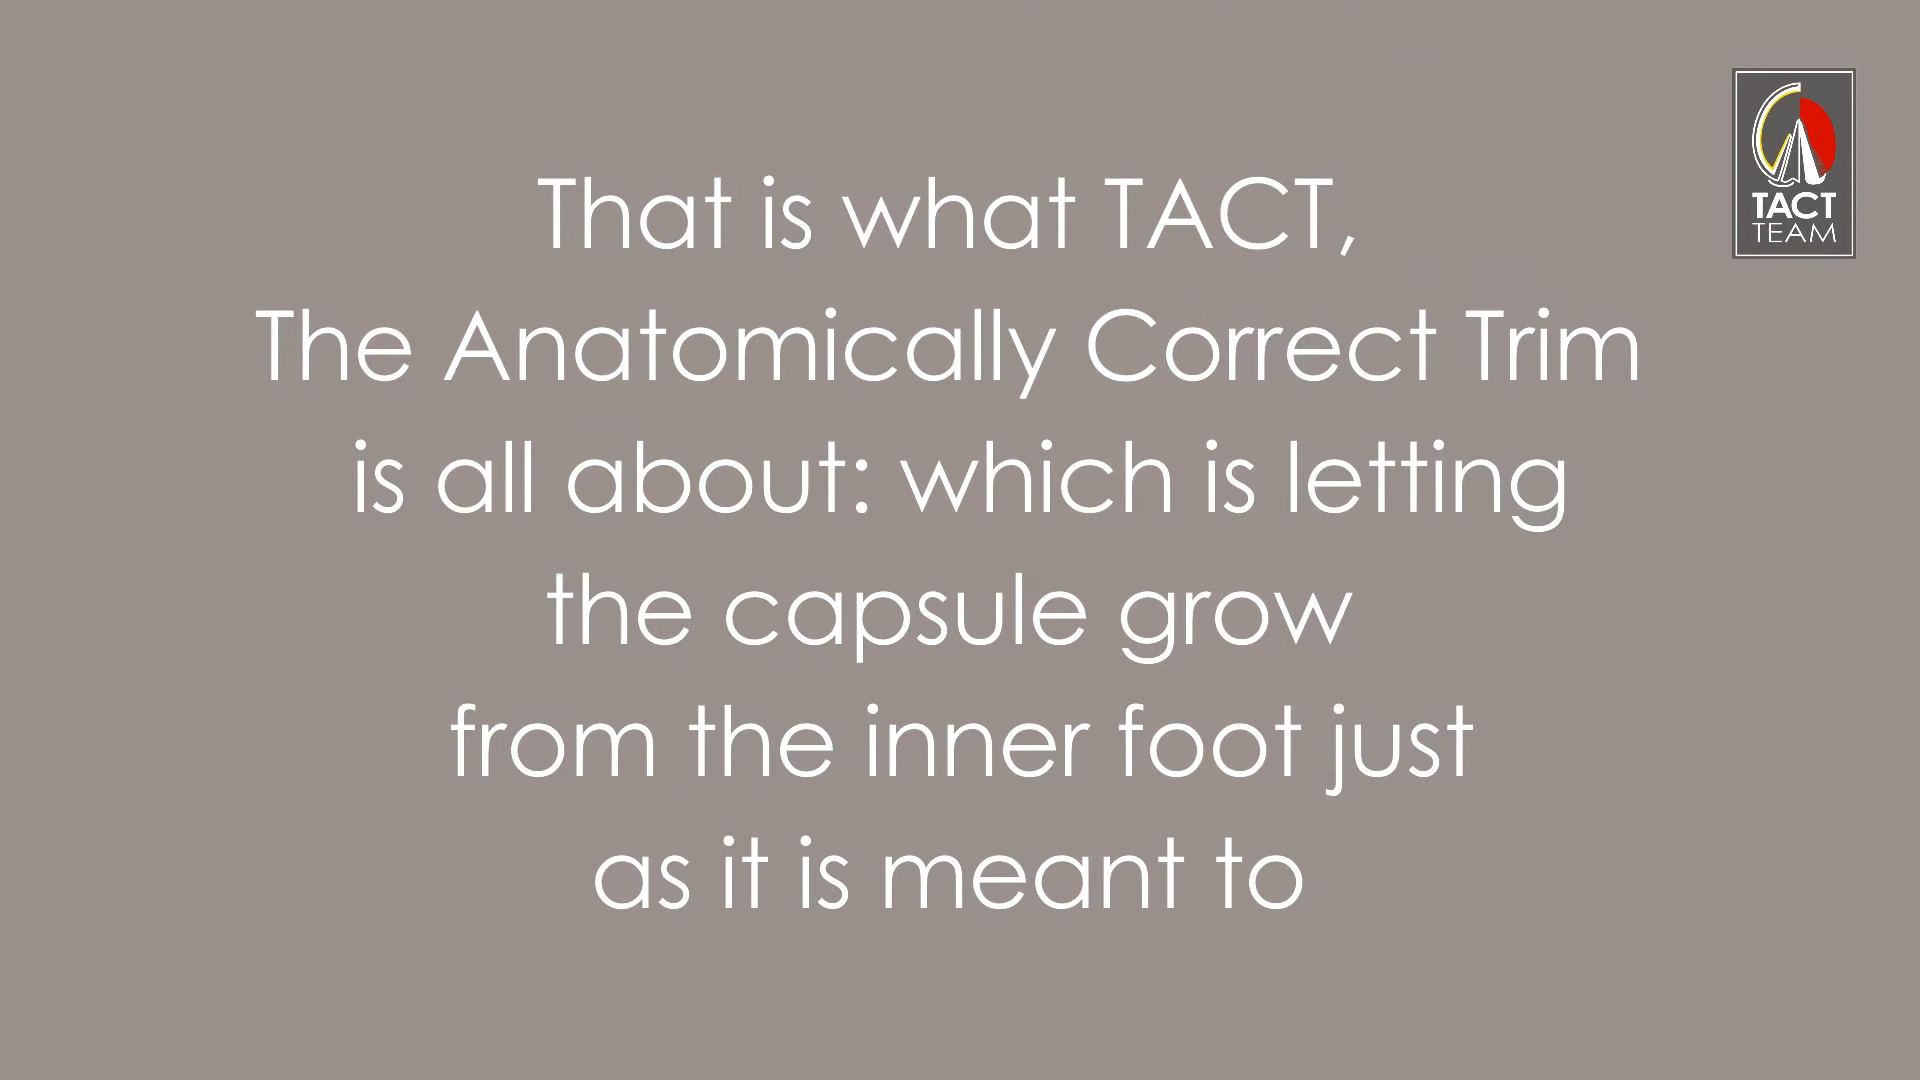 That is what TACT,
The Anatomically Correct Trim
is all about: which is letting
the capsule grow
from the inner foot just
as it is meant to
TACT
TEAM